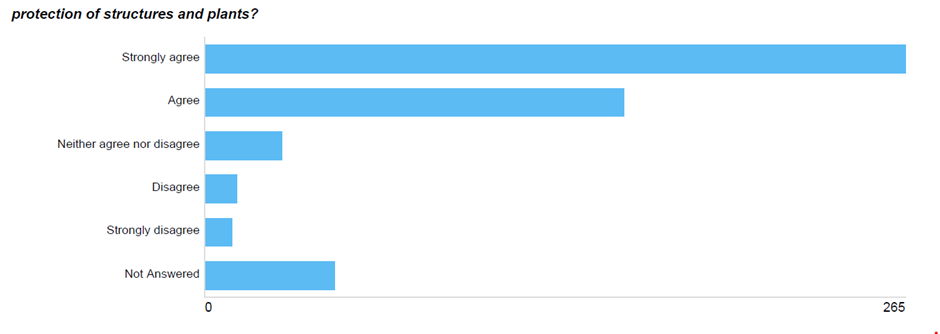 protection of structures and plants?
Strongly agree
Agree
Neither agree nor disagree
Disagree
Strongly disagree
Not Answered
0 265